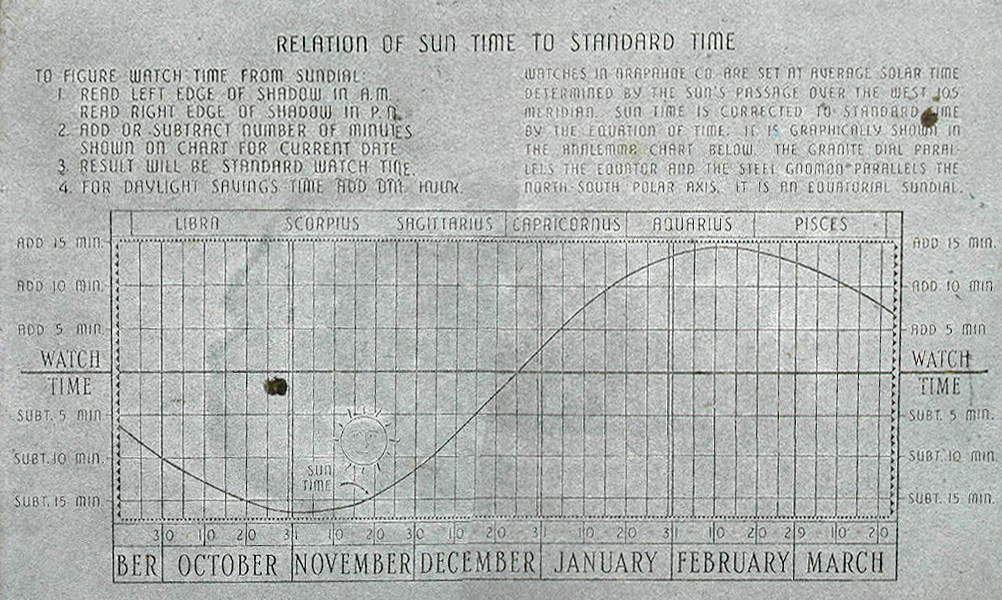 RELATION OF SUN TIME TO STANDARD TIME
TO FIGURE WATCH TIME FROM SUNDIAL:
1. READ LEFT EDGE OF SHADOW IN A.M.
READ RIGHT EDGE OF SHADOW IN P.M.
2. ADD OR SUBTRACT NUMBER OF MINUTES
SHOWN ON CHART FOR CURRENT DATE
3. RESULT WILL BE STANDARD WATCH TIME.
4. FOR DAYLIGHT SAVINGS TIME ADD ONE HOUR.
WATCHES IN ARAPAHOE CO ARE SET AT AVERAGE SOLAR TIME
DETERMINED BY THE SUN'S PASSAGE OVER THE WEST 105
MERIDIAN. SUN TIME IS CORRECTED TO STANDARD TIME
BY THE EQUATION OF TIME. IT IS GRAPHICALLY SHOWN IN
THE ANALEMMA CHART BELOW. THE GRANITE DIAL PARAL-
LELS THE EQUATOR AND THE STEEL GNOMON PARALLELS THE
NORTH-SOUTH POLAR AXIS. IT IS AN EQUATORIAL SUNDIAL.
LIBRA SCORPIUS SAGITTARIUS CAPRICORNUS AQUARIUS PISCES
ADD 15 MIN. ADD 15 MIN.
ADD 10 MIN. ADD 10 MIN.
ADD 5 MIN. ADD 5 MIN
WATCH WATCH
TIME TIME
SUBT. 5 MIN. SUBT. 5 MIN.
SUBT. 10 MIN. SUBT. 10 MIN.
SUN
TIME
SUBT. 15 MIN. SUBT. 15 MIN.
30 10 20 31 10 20 30 10 20 31 10 20 31 10 20 29 10 20
BER OCTOBER NOVEMBER DECEMBER JANUARY FEBRUARY MARCH